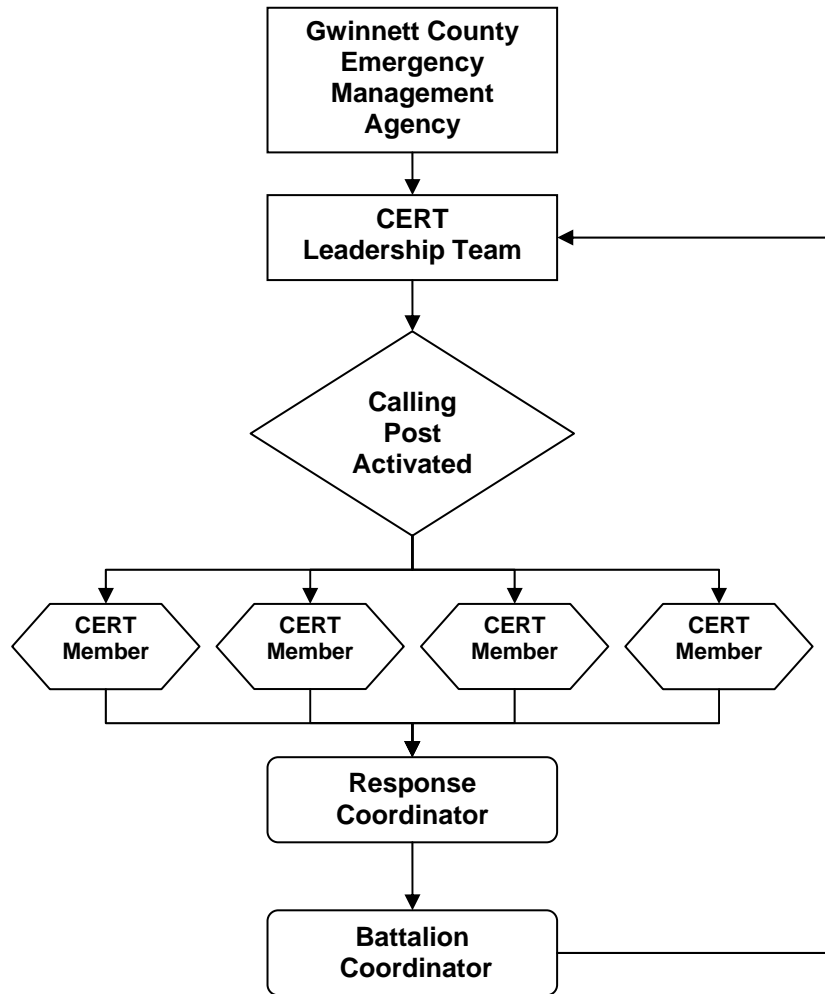 Gwinnett County
Emergency
Management
Agency
CERT
Leadership Team
Calling
Post
Activated
CERT
Member
CERT
Member
CERT
Member
CERT
Member
Response
Coordinator
Battalion
Coordinator